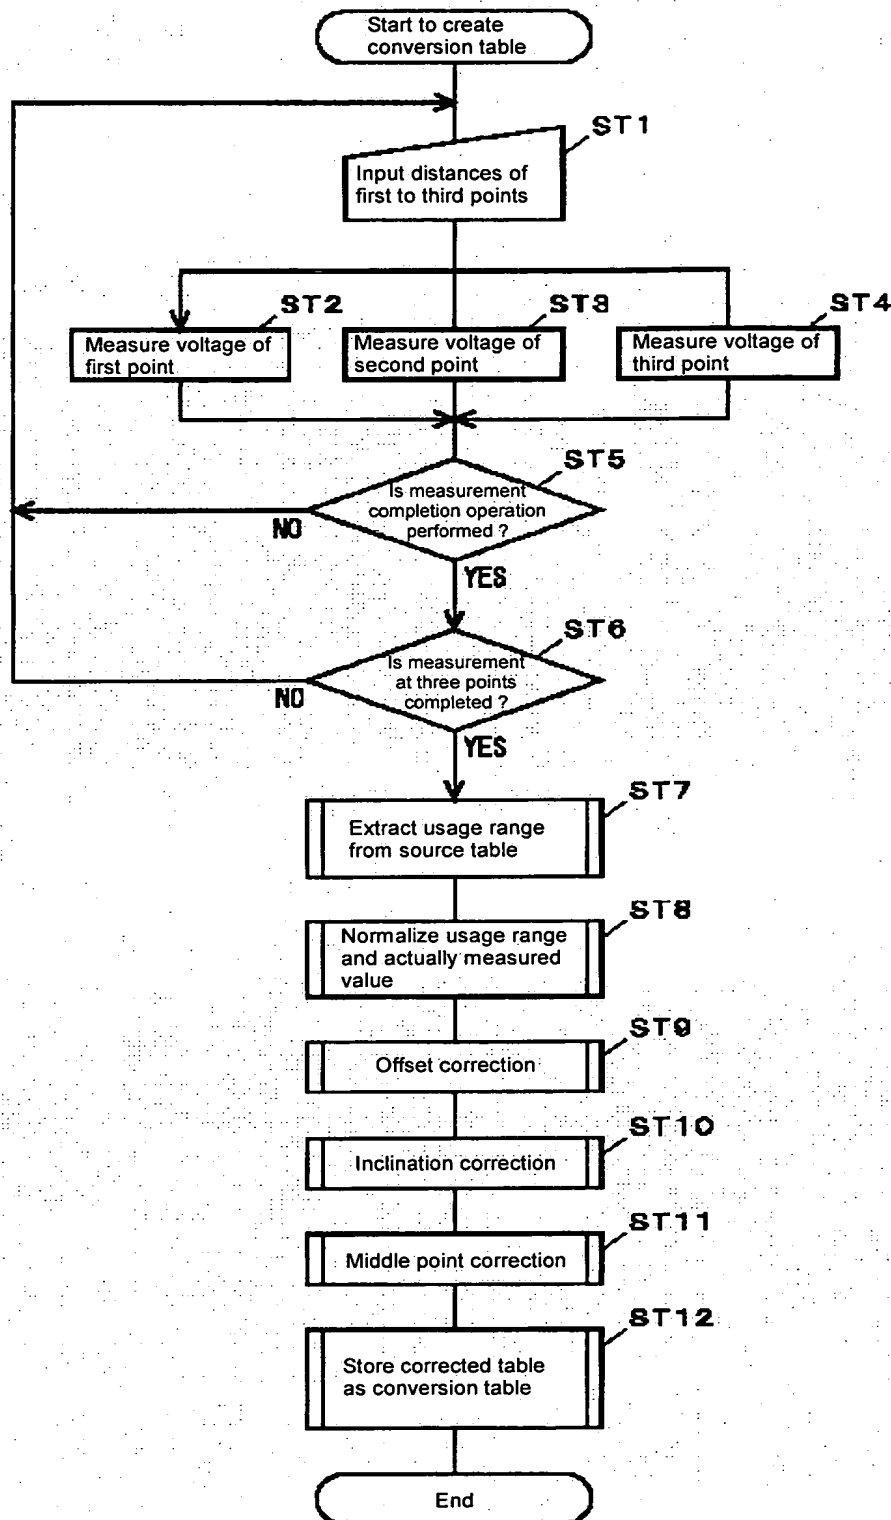 Start to create
conversion table
ST1
Input distances of
first to third points
ST2
Measure voltage of
first point
ST3
Measure voltage of
second point
ST4
Measure voltage of
third point
ST5
Is measurement
completion operation
performed ?
NO
YES
ST6
Is measurement
at three points
completed ?
NO
YES
ST7
Extract usage range
from source table
ST8
Normalize usage range
and actually measured
value
ST9
Offset correction
ST10
Inclination correction
ST11
Middle point correction
ST12
Store corrected table
as conversion table
End